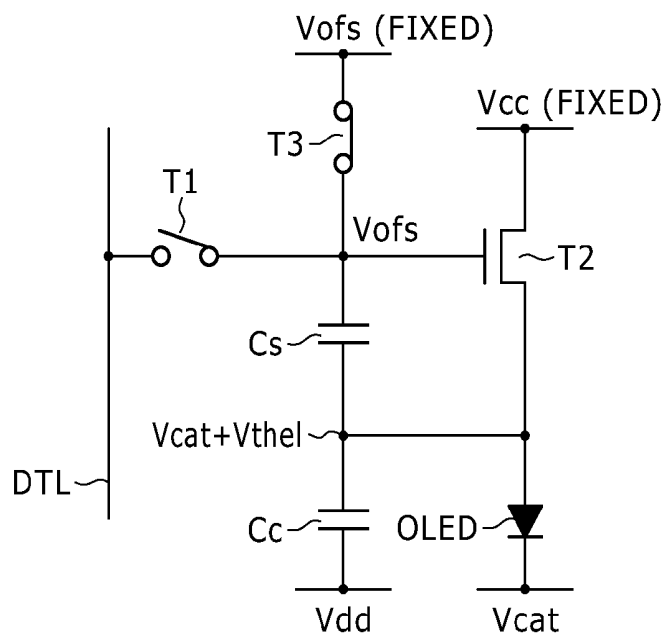 Vofs (FIXED)
Vcc (FIXED)
T3
T1
Vofs
T2
Cs
Vcat+Vthel
DTL
Cc
OLED
Vdd
Vcat